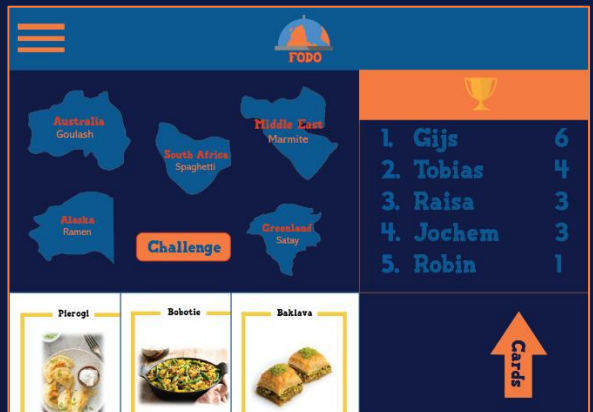 FODO
Australia
Goulash
South Africa
Spaghetti
Middle East
Marmite
Alaska
Ramen
Greenland
Satay
Challenge
1. Gijs 6
2. Tobias 4
3. Raisa 3
4. Jochem 3
5. Robin 1
Pierogi
Bobotie
Baklava
Cards